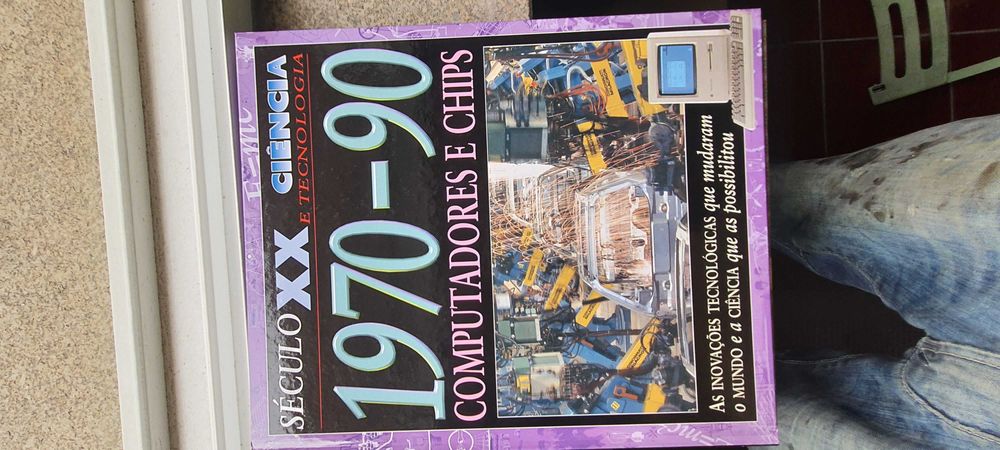 SÉCULO XX CIÊNCIA
E TECNOLOGIA
1970-90
COMPUTADORES E CHIPS
AS INOVAÇÕES TECNOLÓGICAS que mudaram
O MUNDO e a CIÊNCIA que as possibilitou